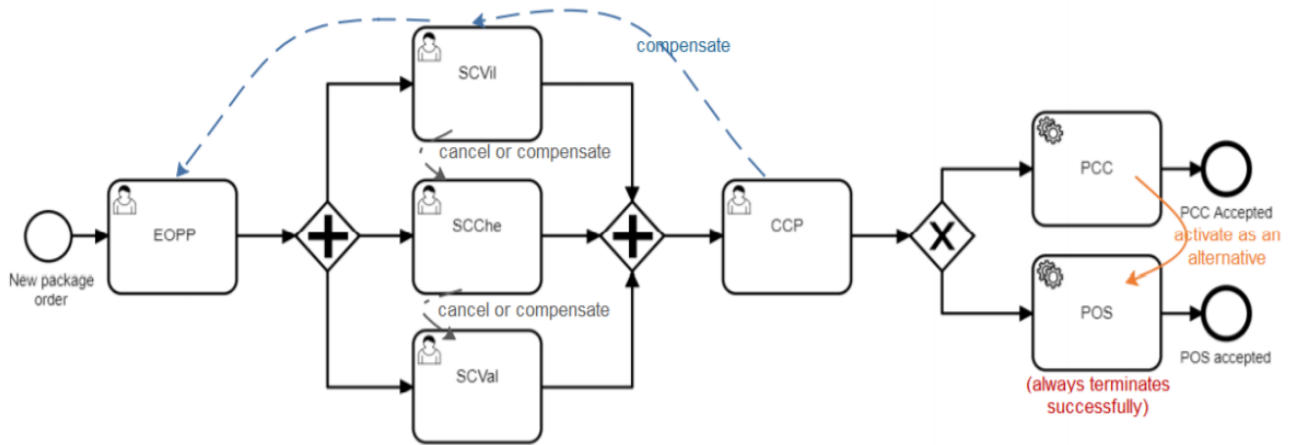 compensate
SCVil
cancel or compensate
EOPP
SCChe
CCP
PCC
PCC Accepted
activate as an
alternative
New package
order
cancel or compensate
SCVal
X
POS
POS accepted
(always terminates
successfully)